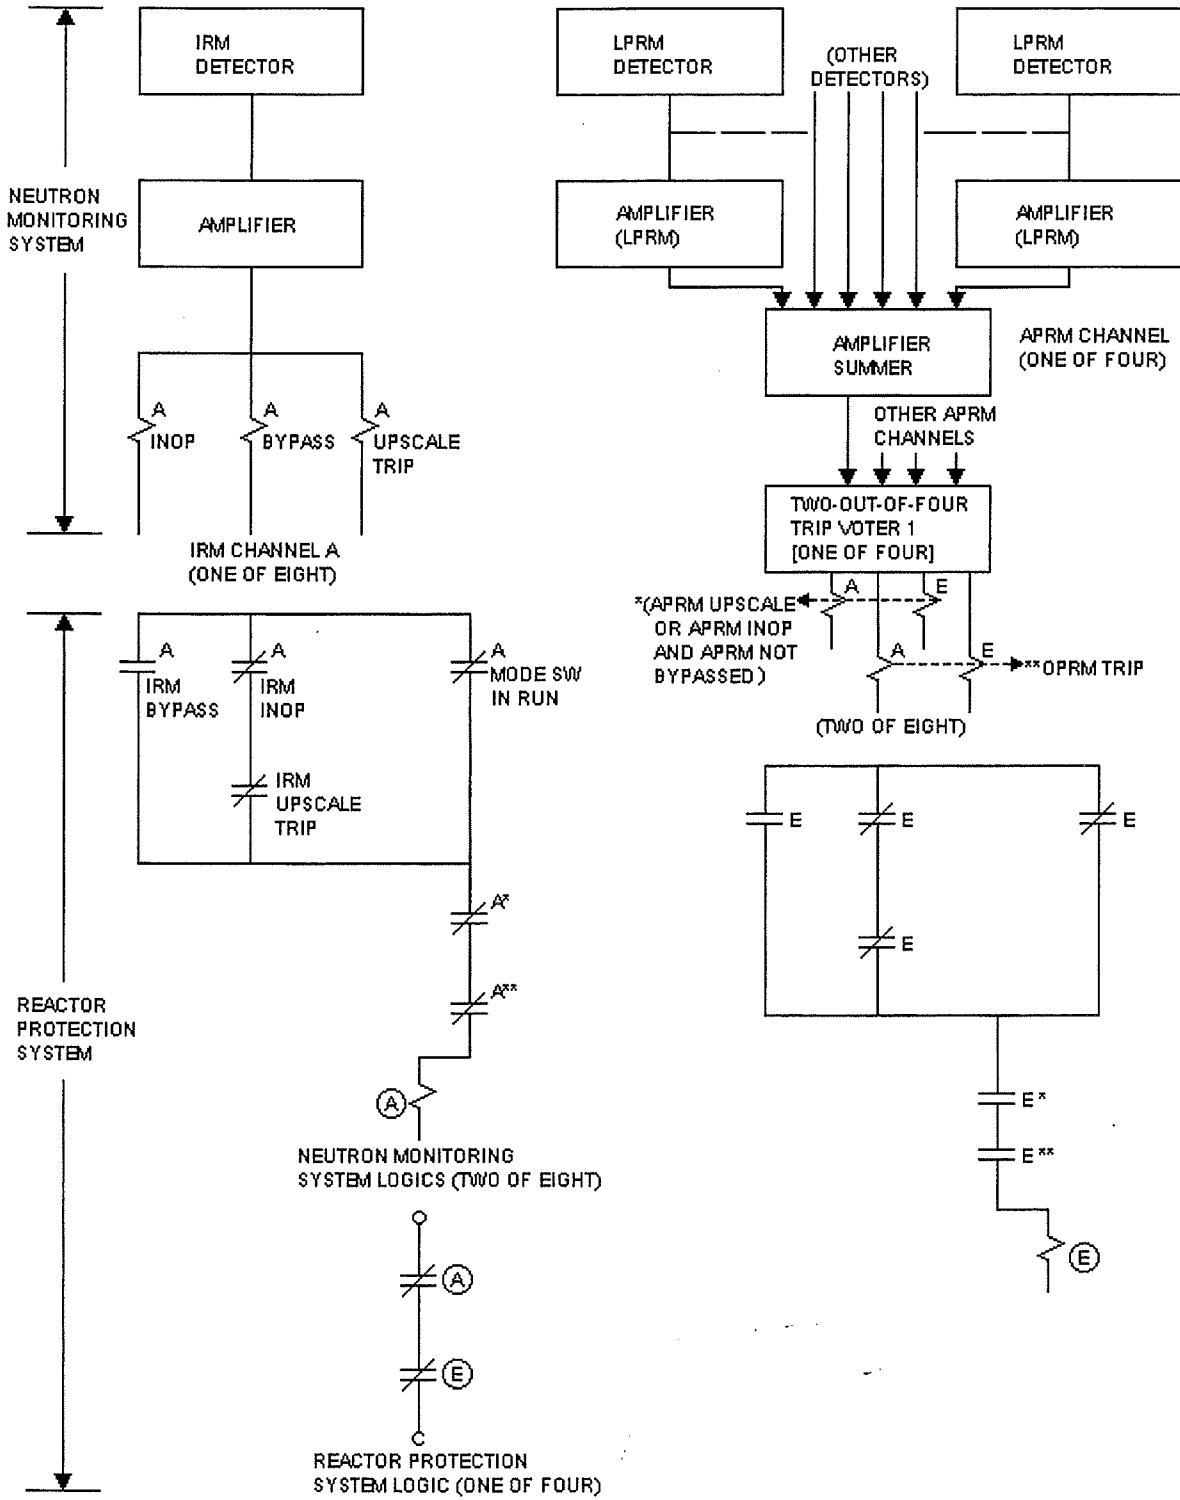 IRM
DETECTOR
LPRM
DETECTOR
(OTHER
DETECTORS)
LPRM
DETECTOR
NEUTRON
MONITORING
SYSTEM
AMPLIFIER
AMPLIFIER
(LPRM)
AMPLIFIER
(LPRM)
AMPLIFIER
SUMMER
APRM CHANNEL
(ONE OF FOUR)
A
INOP
A
BYPASS
A
UPSCALE
TRIP
OTHER APRM
CHANNELS
IRM CHANNEL A
(ONE OF EIGHT)
TWO-OUT-OF-FOUR
TRIP VOTER 1
[ONE OF FOUR]
A
E
*(APRM UPSCALE
OR APRM INOP
AND APRM NOT
BYPASSED)
A
E
**OPRM TRIP
(TWO OF EIGHT)
A
IRM
BYPASS
A
IRM
INOP
A
MODE SW
IN RUN
IRM
UPSCALE
TRIP
E
E
E
E
A*
A**
REACTOR
PROTECTION
SYSTEM
A
E*
E**
E
NEUTRON MONITORING
SYSTEM LOGICS (TWO OF EIGHT)
A
E
REACTOR PROTECTION
SYSTEM LOGIC (ONE OF FOUR)